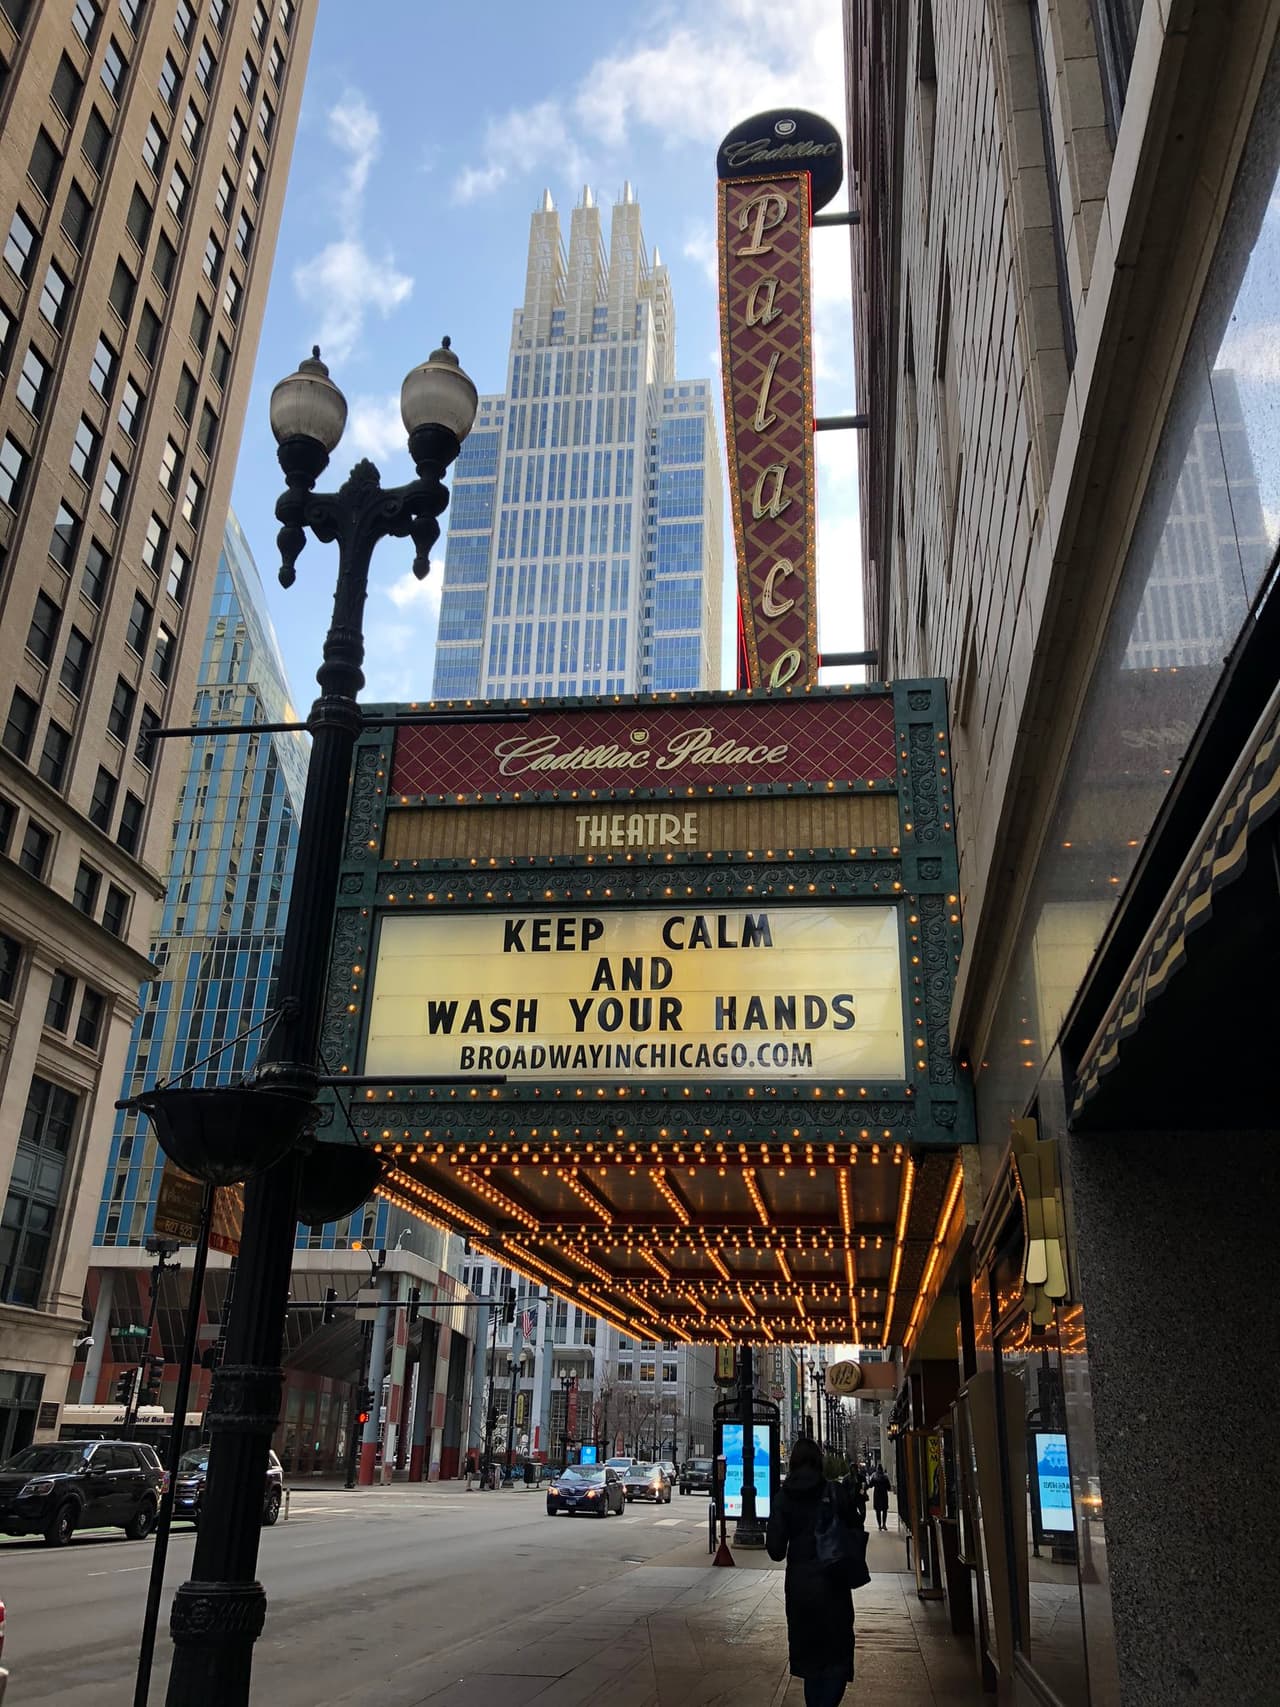 Cadillac
Palace
Cadillac Palace
THEATRE
KEEP CALM
AND
WASH YOUR HANDS
BROADWAYINCHICAGO.COM